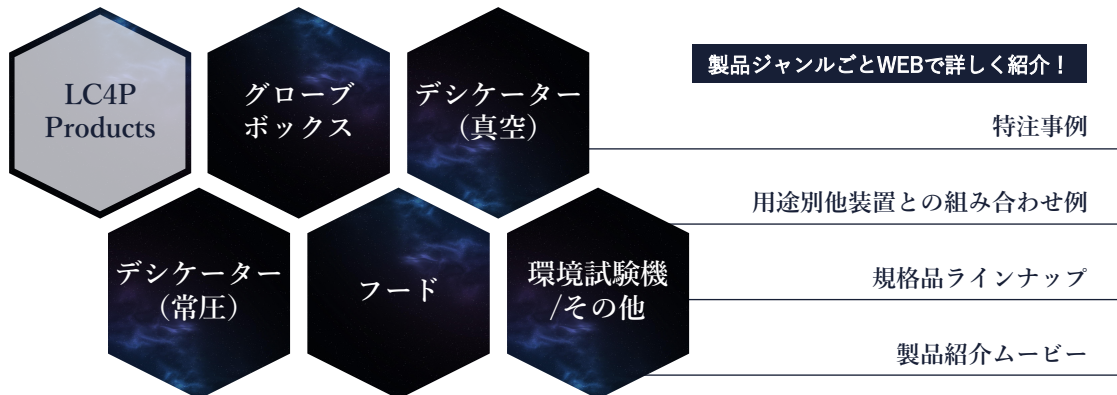 LC4P
Products
グローブ
ボックス
デシケーター
（真空）
デシケーター
（常圧）
フード
環境試験機
/その他
製品ジャンルごとWEBで詳しく紹介！
特注事例
用途別他装置との組み合わせ例
規格品ラインナップ
製品紹介ムービー